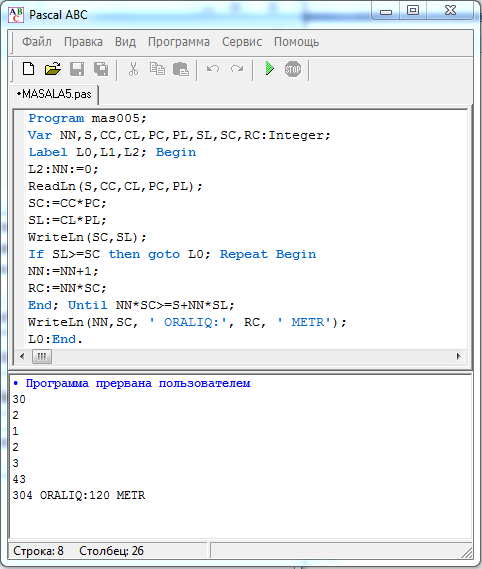 Pascal ABC
Файл Правка Вид Программа Сервис Помощь
STOP
•MASALA5.pas
Program mas005;
Var NN,S,CC,CL,PC,PL,SL,SC,RC:Integer;
Label L0,L1,L2; Begin
L2:NN:=0;
ReadLn(S,CC,CL,PC,PL);
SC:=CC*PC;
SL:=CL*PL;
WriteLn(SC,SL);
If SL>=SC then goto L0; Repeat Begin
NN:=NN+1;
RC:=NN*SC;
End; Until NN*SC>=S+NN*SL;
WriteLn(NN,SC, ' ORALIQ:', RC, ' METR');
L0:End.
• Программа прервана пользователем
30
2
1
2
3
43
304 ORALIQ:120 METR
Строка: 8 Столбец: 26